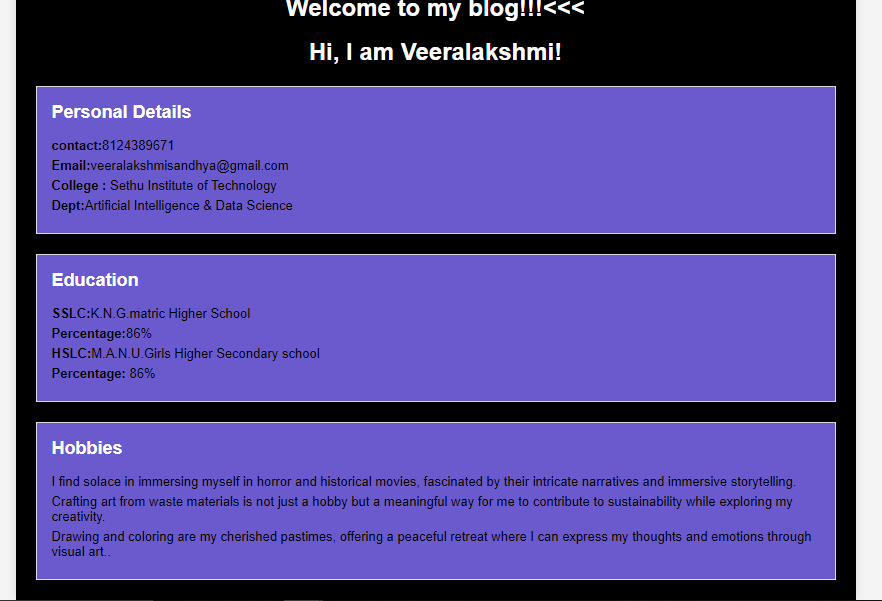 Welcome to my blog!!!<<<
Hi, I am Veeralakshmi!
Personal Details
contact:8124389671
Email:veeralakshmisandhya@gmail.com
College : Sethu Institute of Technology
Dept:Artificial Intelligence & Data Science
Education
SSLC:K.N.G.matric Higher School
Percentage:86%
HSLC:M.A.N.U.Girls Higher Secondary school
Percentage: 86%
Hobbies
I find solace in immersing myself in horror and historical movies, fascinated by their intricate narratives and immersive storytelling.
Crafting art from waste materials is not just a hobby but a meaningful way for me to contribute to sustainability while exploring my
creativity.
Drawing and coloring are my cherished pastimes, offering a peaceful retreat where I can express my thoughts and emotions through
visual art..